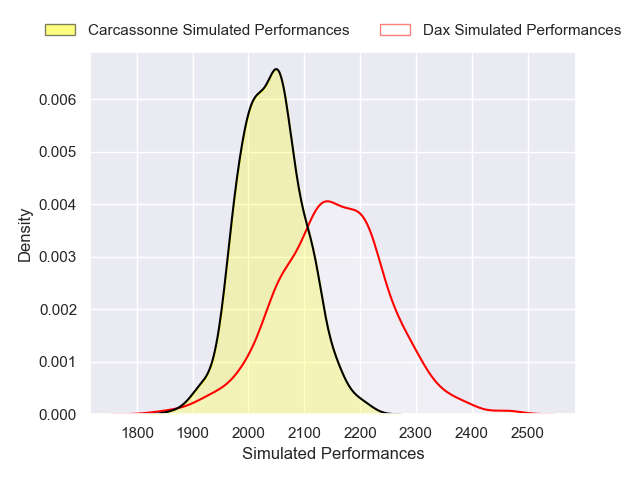 Carcassonne Simulated Performances
Dax Simulated Performances
0.006
0.005
0.004
0.003
0.002
0.001
0.000
Density
1800 1900 2000 2100 2200 2300 2400 2500
Simulated Performances